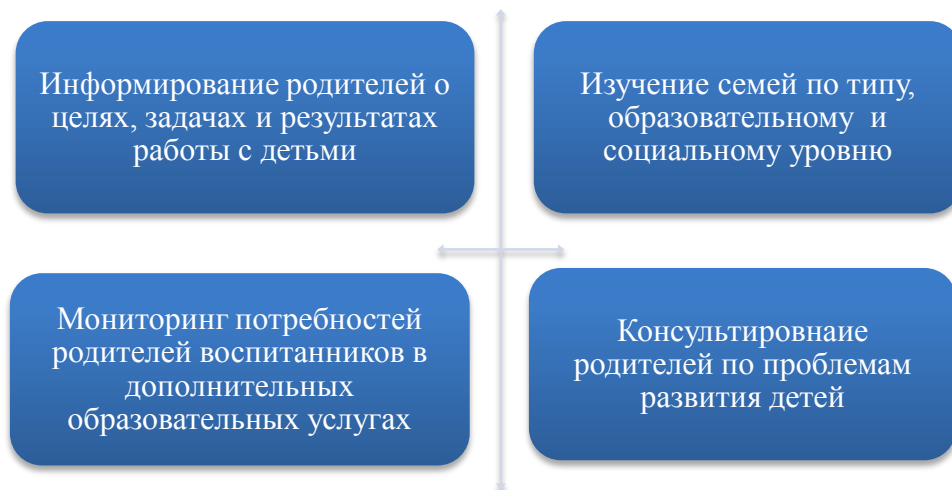 Информирование родителей о
целях, задачах и результатах
работы с детьми
Изучение семей по типу,
образовательному и
социальному уровню
Мониторинг потребностей
родителей воспитанников в
дополнительных
образовательных услугах
Консультировнаие
родителей по проблемам
развития детей